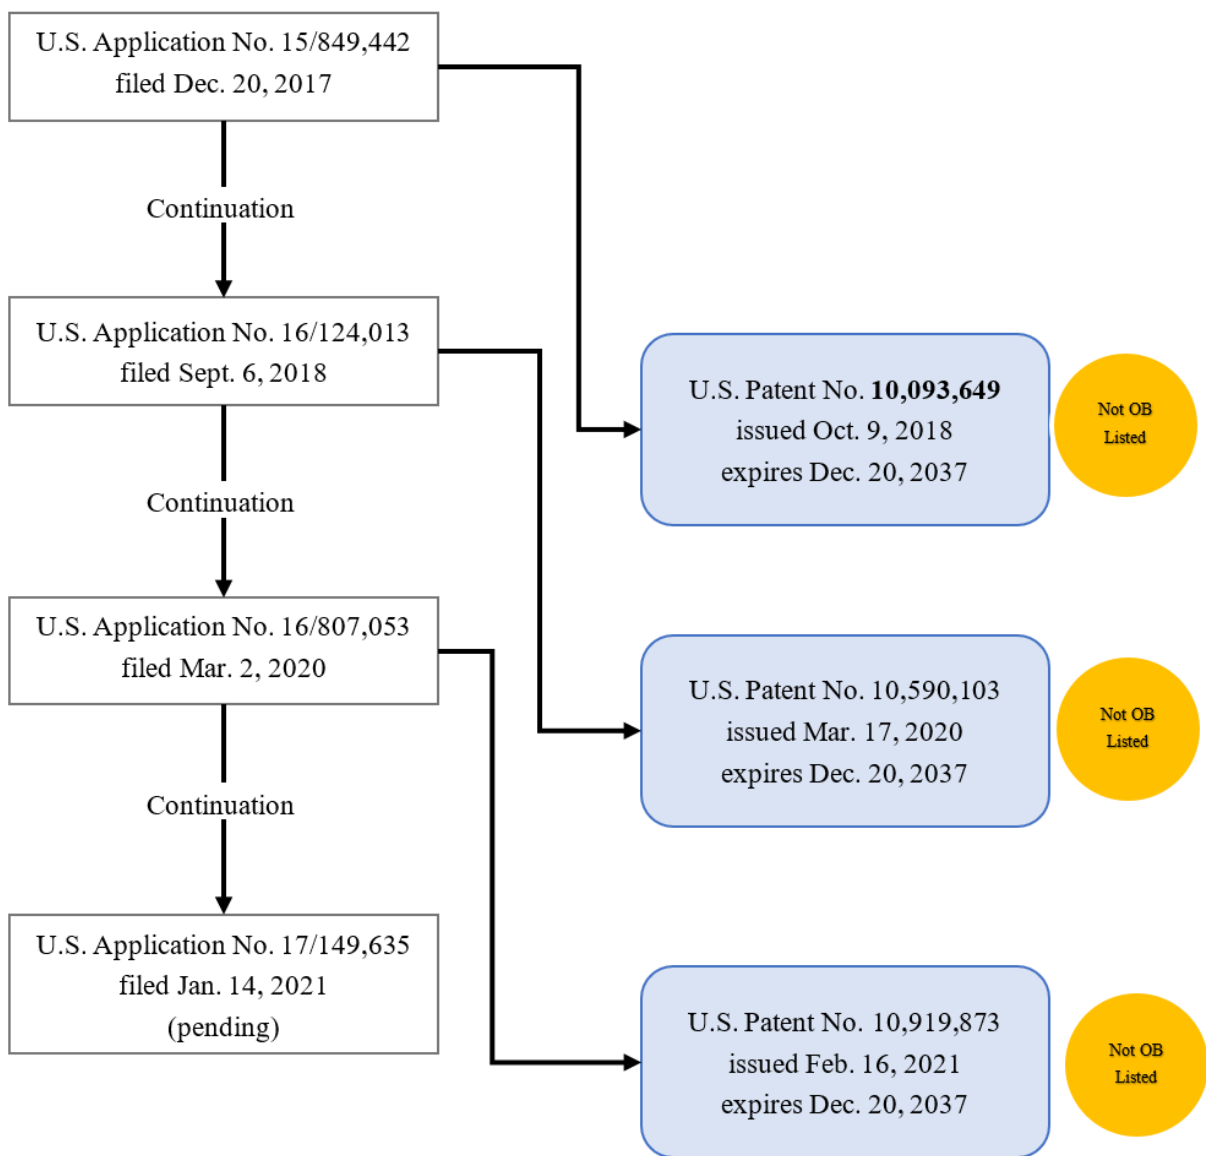 U.S. Application No. 15/849,442
filed Dec. 20, 2017
Continuation
U.S. Application No. 16/124,013
filed Sept. 6, 2018
U.S. Patent No. 10,093,649
issued Oct. 9, 2018
expires Dec. 20, 2037
Not OB
Listed
Continuation
U.S. Application No. 16/807,053
filed Mar. 2, 2020
U.S. Patent No. 10,590,103
issued Mar. 17, 2020
expires Dec. 20, 2037
Not OB
Listed
Continuation
U.S. Application No. 17/149,635
filed Jan. 14, 2021
(pending)
U.S. Patent No. 10,919,873
issued Feb. 16, 2021
expires Dec. 20, 2037
Not OB
Listed